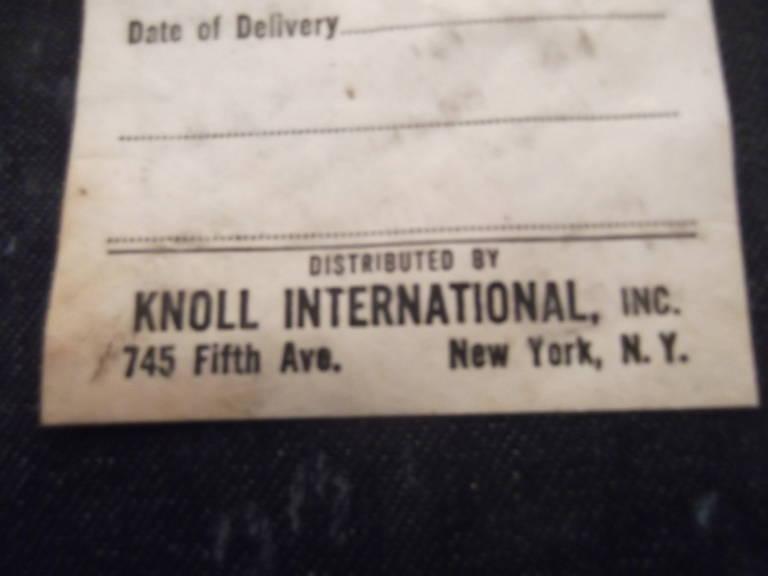 Date of Delivery
DISTRIBUTED BY
KNOLL INTERNATIONAL, INC.
745 Fifth Ave. New York, N. Y.